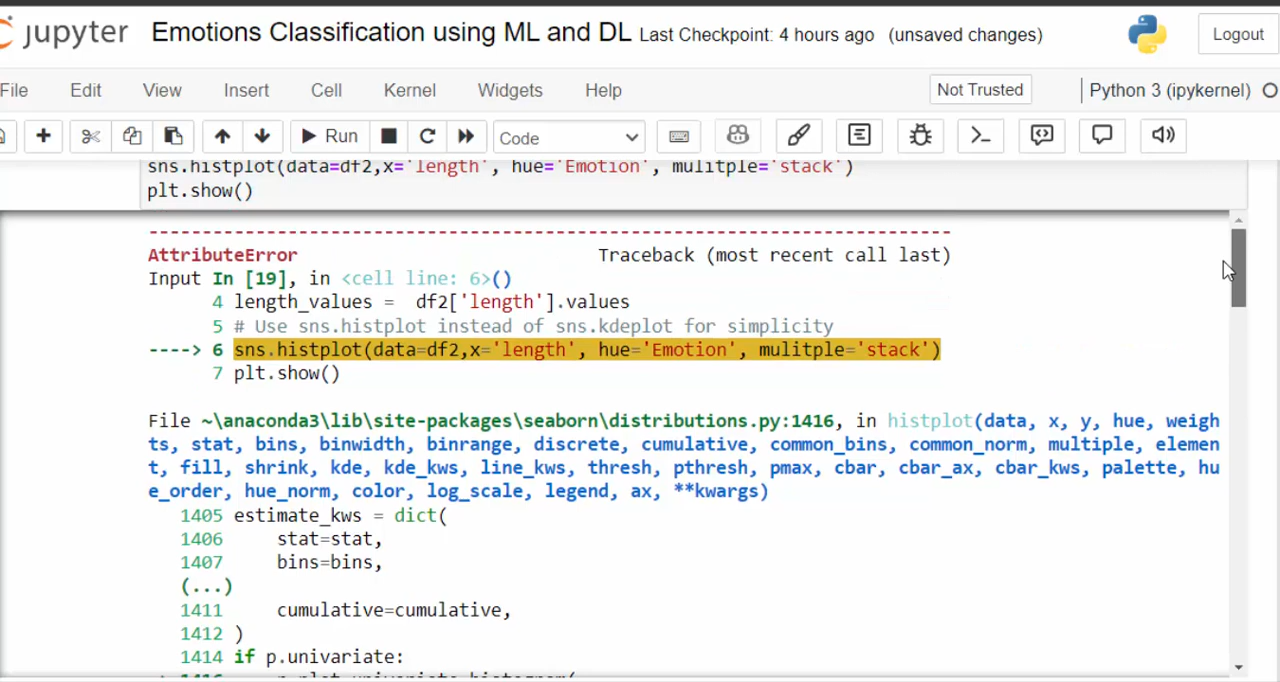 jupyter Emotions Classification using ML and DL Last Checkpoint: 4 hours ago (unsaved changes) Logout
File Edit View Insert Cell Kernel Widgets Help Not Trusted Python 3 (ipykernel)
Run Code
sns.histplot(data=df2,x='length', hue='Emotion', mulitple='stack')
plt.show()
---------------------------------------------------------------------------
AttributeError Traceback (most recent call last)
Input In [19], in <cell line: 6>()
4 length_values = df2['length'].values
5 # Use sns.histplot instead of sns.kdeplot for simplicity
----> 6 sns.histplot(data=df2,x='length', hue='Emotion', mulitple='stack')
7 plt.show()
File ~\anaconda3\lib\site-packages\seaborn\distributions.py:1416, in histplot(data, x, y, hue, weigh
ts, stat, bins, binwidth, binrange, discrete, cumulative, common_bins, common_norm, multiple, elemen
t, fill, shrink, kde, kde_kws, line_kws, thresh, pthresh, pmax, cbar, cbar_ax, cbar_kws, palette, hu
e_order, hue_norm, color, log_scale, legend, ax, **kwargs)
1405 estimate_kws = dict(
1406 stat=stat,
1407 bins=bins,
(...)
1411 cumulative=cumulative,
1412 )
1414 if p.univariate: